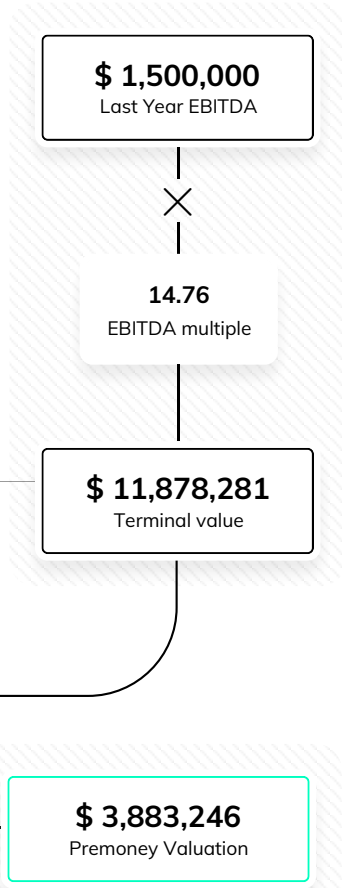 $ 1,500,000
Last Year EBITDA
14.76
EBITDA multiple
$ 11,878,281
Terminal value
$ 3,883,246
Premoney Valuation